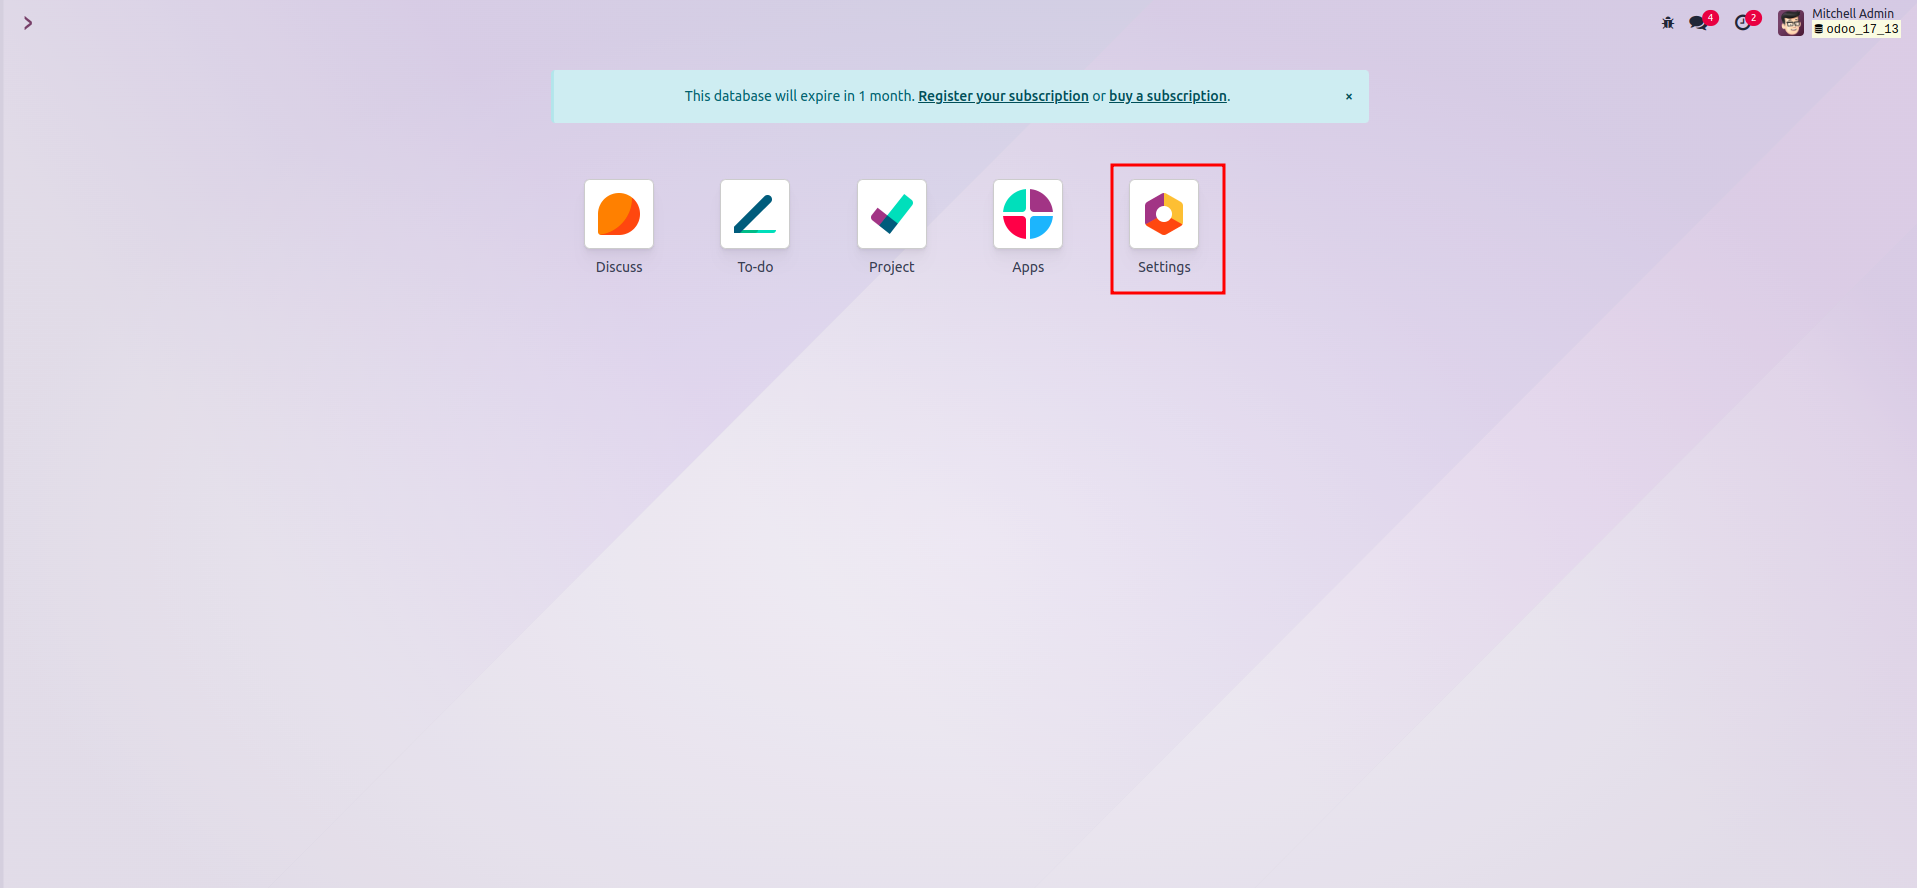 4
2
Mitchell Admin
odoo_17_13
This database will expire in 1 month. Register your subscription or buy a subscription.
×
Discuss
To-do
Project
Apps
Settings